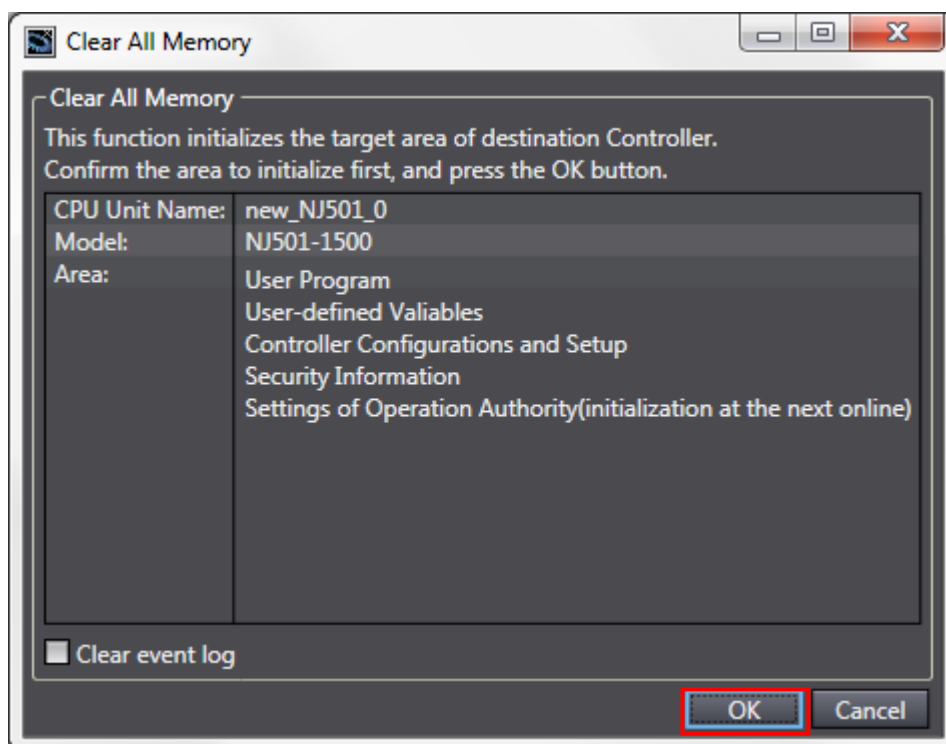 Clear All Memory
Clear All Memory
This function initializes the target area of destination Controller.
Confirm the area to initialize first, and press the OK button.
CPU Unit Name: new_NJ501_0
Model: NJ501-1500
Area: User Program
User-defined Valiables
Controller Configurations and Setup
Security Information
Settings of Operation Authority(initialization at the next online)
Clear event log
OK Cancel